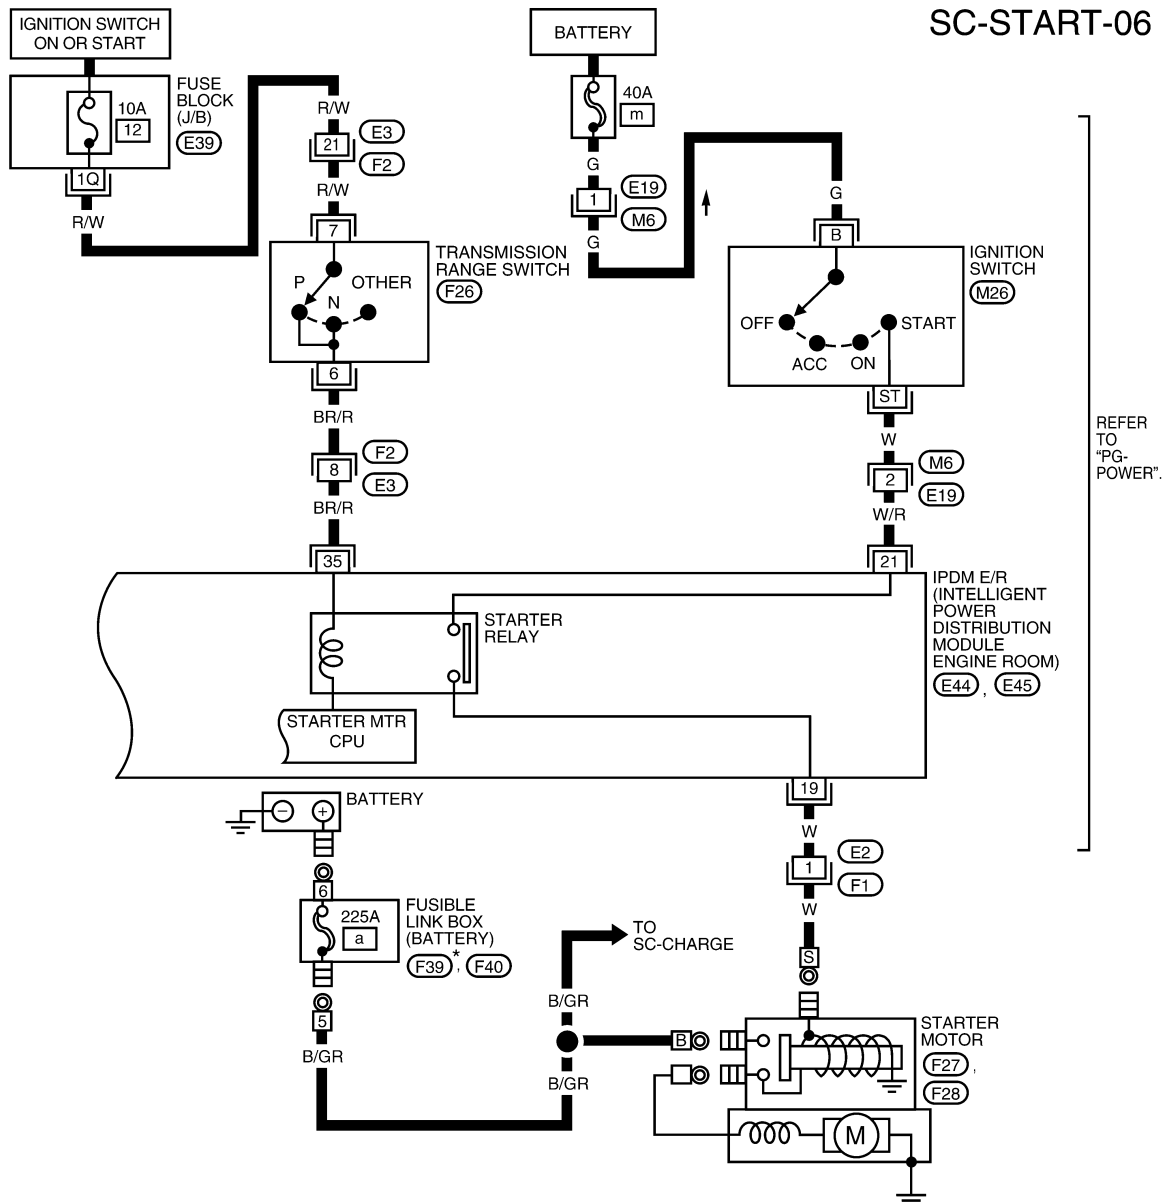 SC-START-06
IGNITION SWITCH
ON OR START
10A
12
FUSE
BLOCK
(J/B)
E39
1Q
R/W
R/W
21
E3
F2
R/W
7
BATTERY
40A
m
G
1
E19
M6
G
G
B
TRANSMISSION
RANGE SWITCH
F26
P
N
OTHER
6
BR/R
8
F2
E3
BR/R
35
IGNITION
SWITCH
M26
OFF
ACC
ON
START
ST
W
2
M6
E19
W/R
21
REFER
TO
“PG-
POWER”.
STARTER
RELAY
STARTER MTR
CPU
IPDM E/R
(INTELLIGENT
POWER
DISTRIBUTION
MODULE
ENGINE ROOM)
E44 , E45
19
W
1
E2
F1
W
S
− +
BATTERY
6
225A
a
FUSIBLE
LINK BOX
(BATTERY)
F39 *, F40
5
B/GR
TO
SC-CHARGE
B/GR
B/GR
B
STARTER
MOTOR
F27 ,
F28
M